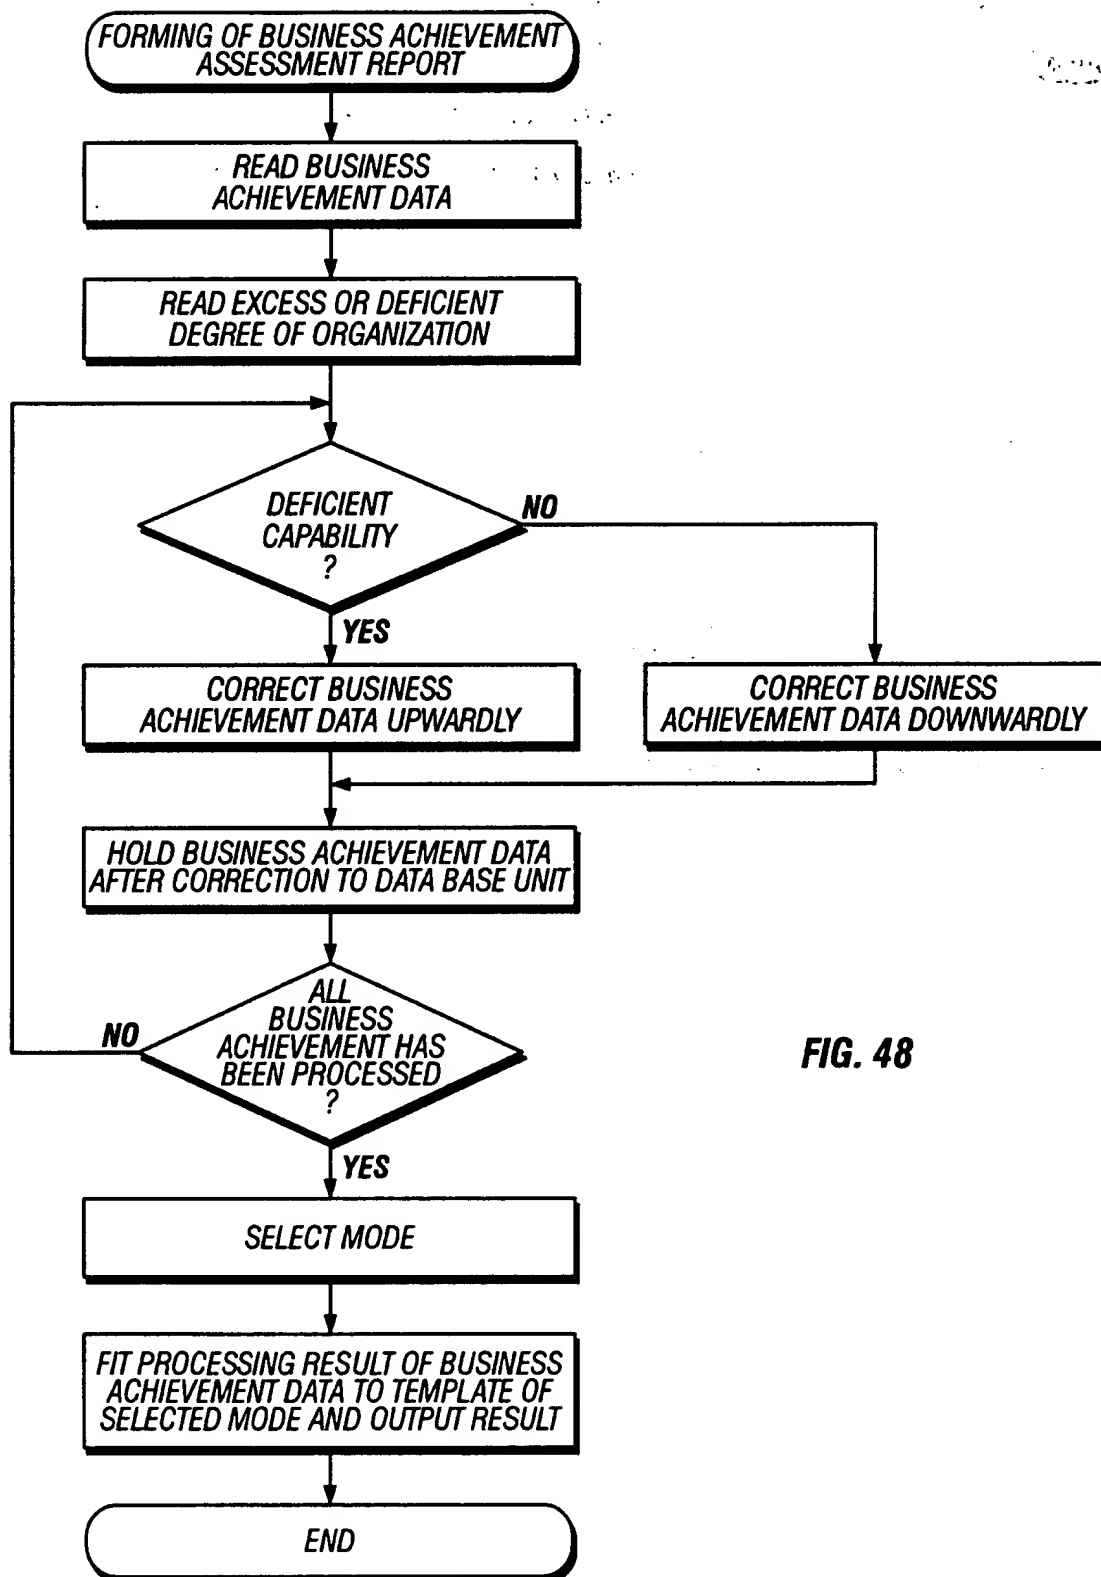 FORMING OF BUSINESS ACHIEVEMENT
ASSESSMENT REPORT
READ BUSINESS
ACHIEVEMENT DATA
READ EXCESS OR DEFICIENT
DEGREE OF ORGANIZATION
DEFICIENT
CAPABILITY
?
NO
YES
CORRECT BUSINESS
ACHIEVEMENT DATA UPWARDLY
CORRECT BUSINESS
ACHIEVEMENT DATA DOWNWARDLY
HOLD BUSINESS ACHIEVEMENT DATA
AFTER CORRECTION TO DATA BASE UNIT
ALL
BUSINESS
ACHIEVEMENT HAS
BEEN PROCESSED
?
NO
YES
FIG. 48
SELECT MODE
FIT PROCESSING RESULT OF BUSINESS
ACHIEVEMENT DATA TO TEMPLATE OF
SELECTED MODE AND OUTPUT RESULT
END